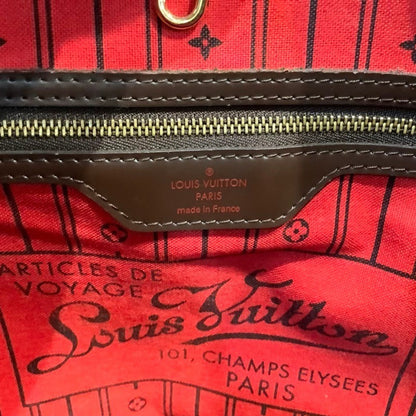 ®
LOUIS VUITTON
PARIS
made in France
ARTICLES DE
VOYAGE
Louis Vuitton
101, CHAMPS ELYSEES
PARIS